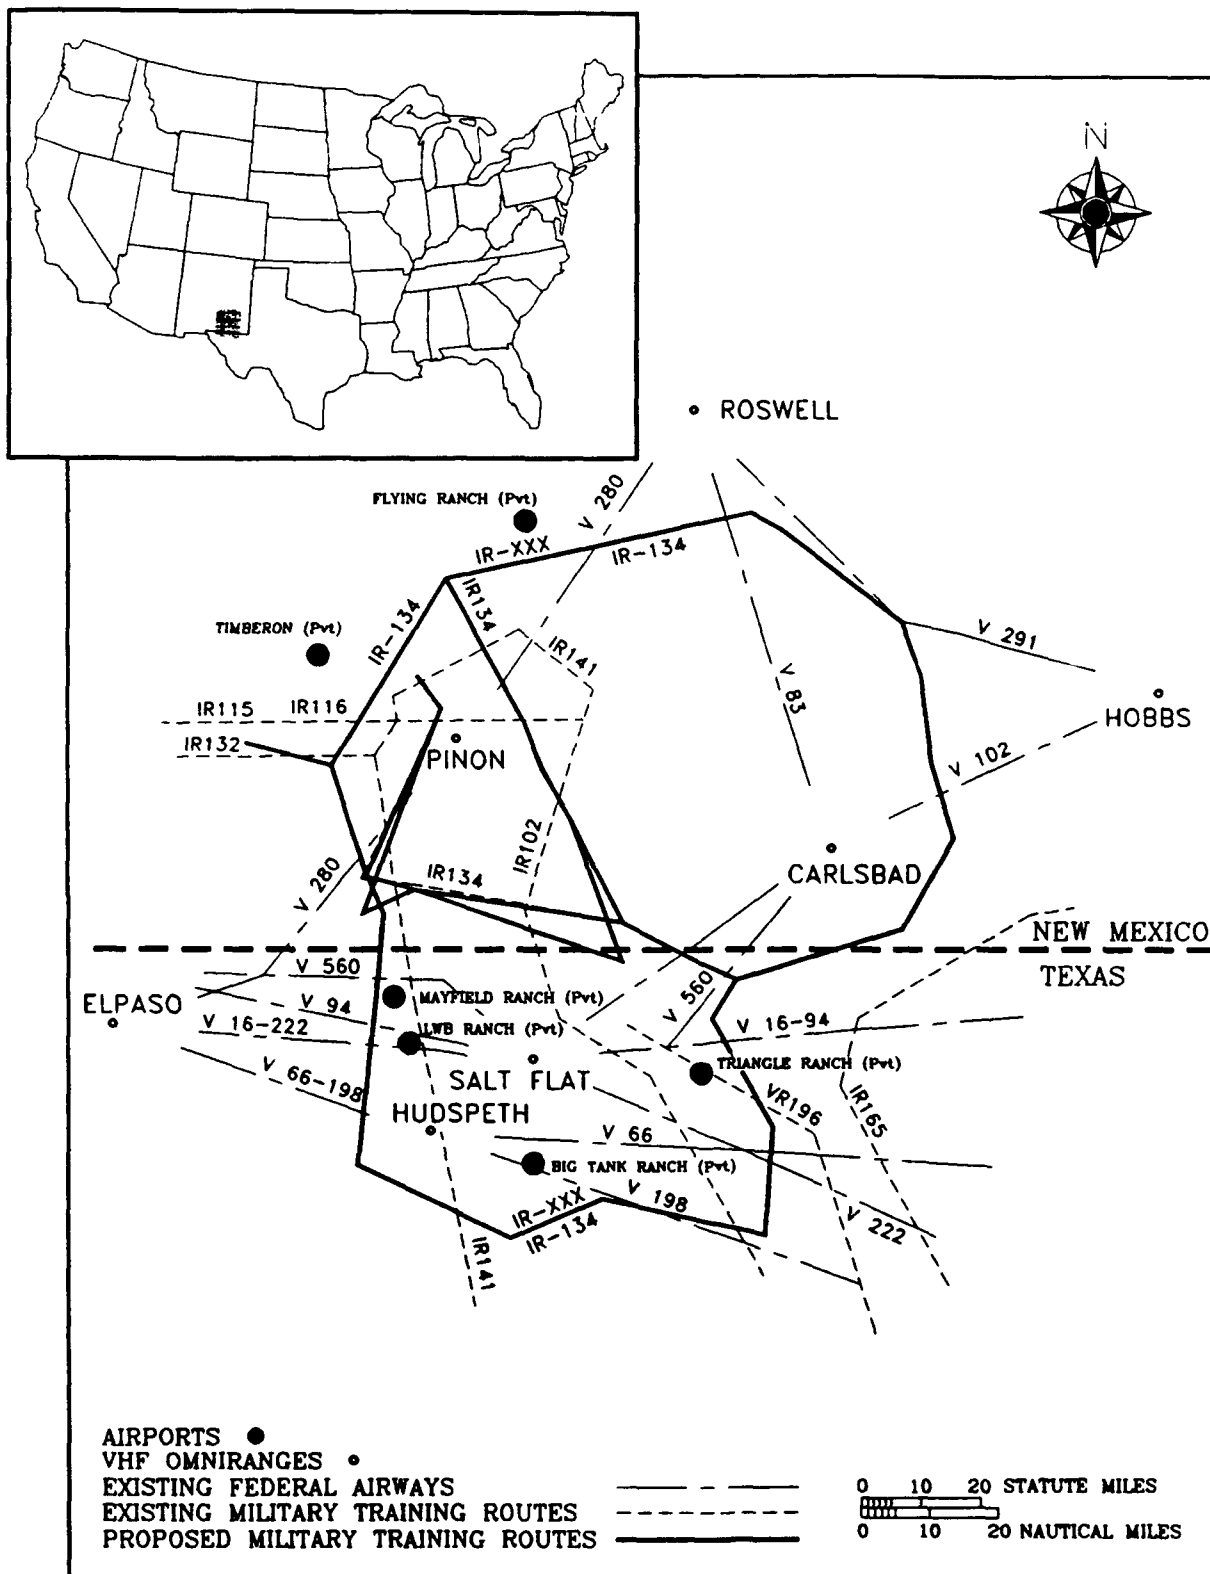 N
ROSWELL
V 280
FLYING RANCH (Pvt)
IR-XXX
IR-134
IR134
IR-134
TIMBERON (Pvt)
IR141
V 291
V 83
HOBBS
IR115
IR116
IR132
PINON
V 102
IR102
IR134
V 280
CARLSBAD
NEW MEXICO
TEXAS
V 560
ELPASO
MAYFIELD RANCH (Pvt)
V 560
V 94
V 16-222
LWB RANCH (Pvt)
V 16-94
TRIANGLE RANCH (Pvt)
V 66-198
SALT FLAT
VR196
IR165
HUDSPETH
V 66
BIG TANK RANCH (Pvt)
V 198
IR-XXX
IR-134
V 222
IR141
AIRPORTS
VHF OMNIRANGES
EXISTING FEDERAL AIRWAYS
EXISTING MILITARY TRAINING ROUTES
PROPOSED MILITARY TRAINING ROUTES
0 10 20 STATUTE MILES
0 10 20 NAUTICAL MILES